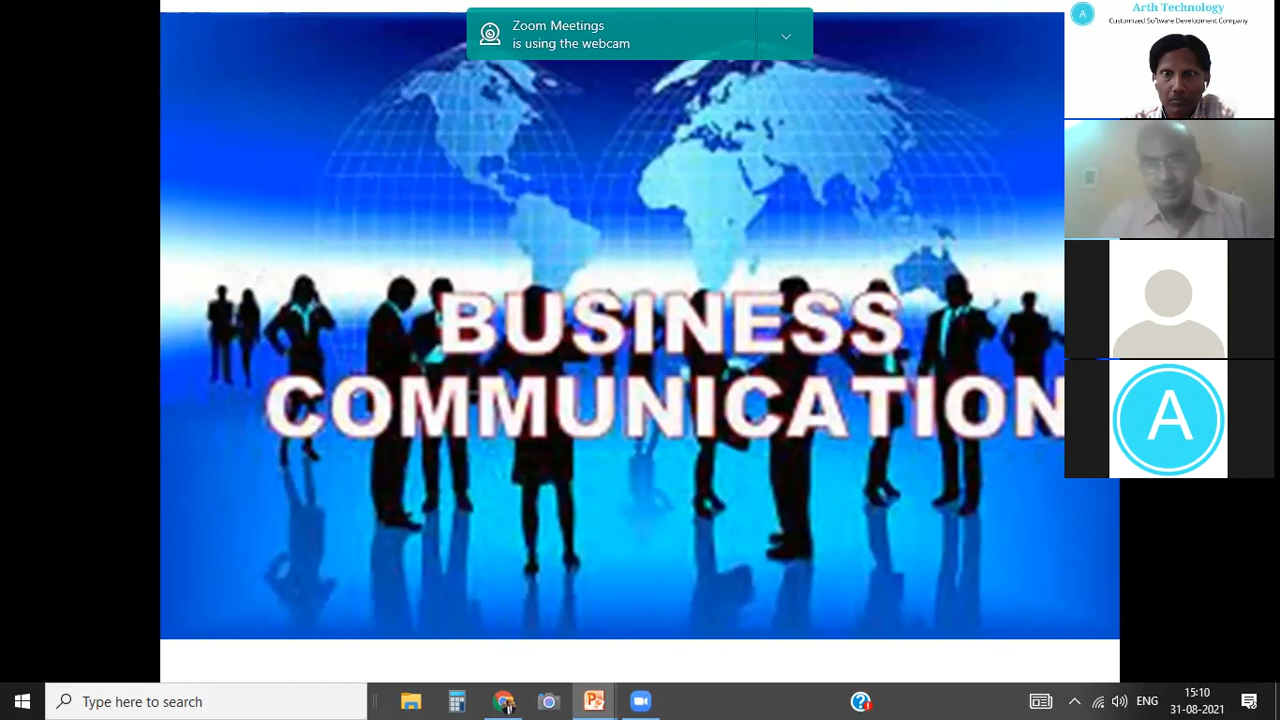 Zoom Meetings
is using the webcam
A Arth Technology
Customized Software Development Company
BUSINESS
COMMUNICATION
A
Type here to search
ENG
15:10
31-08-2021